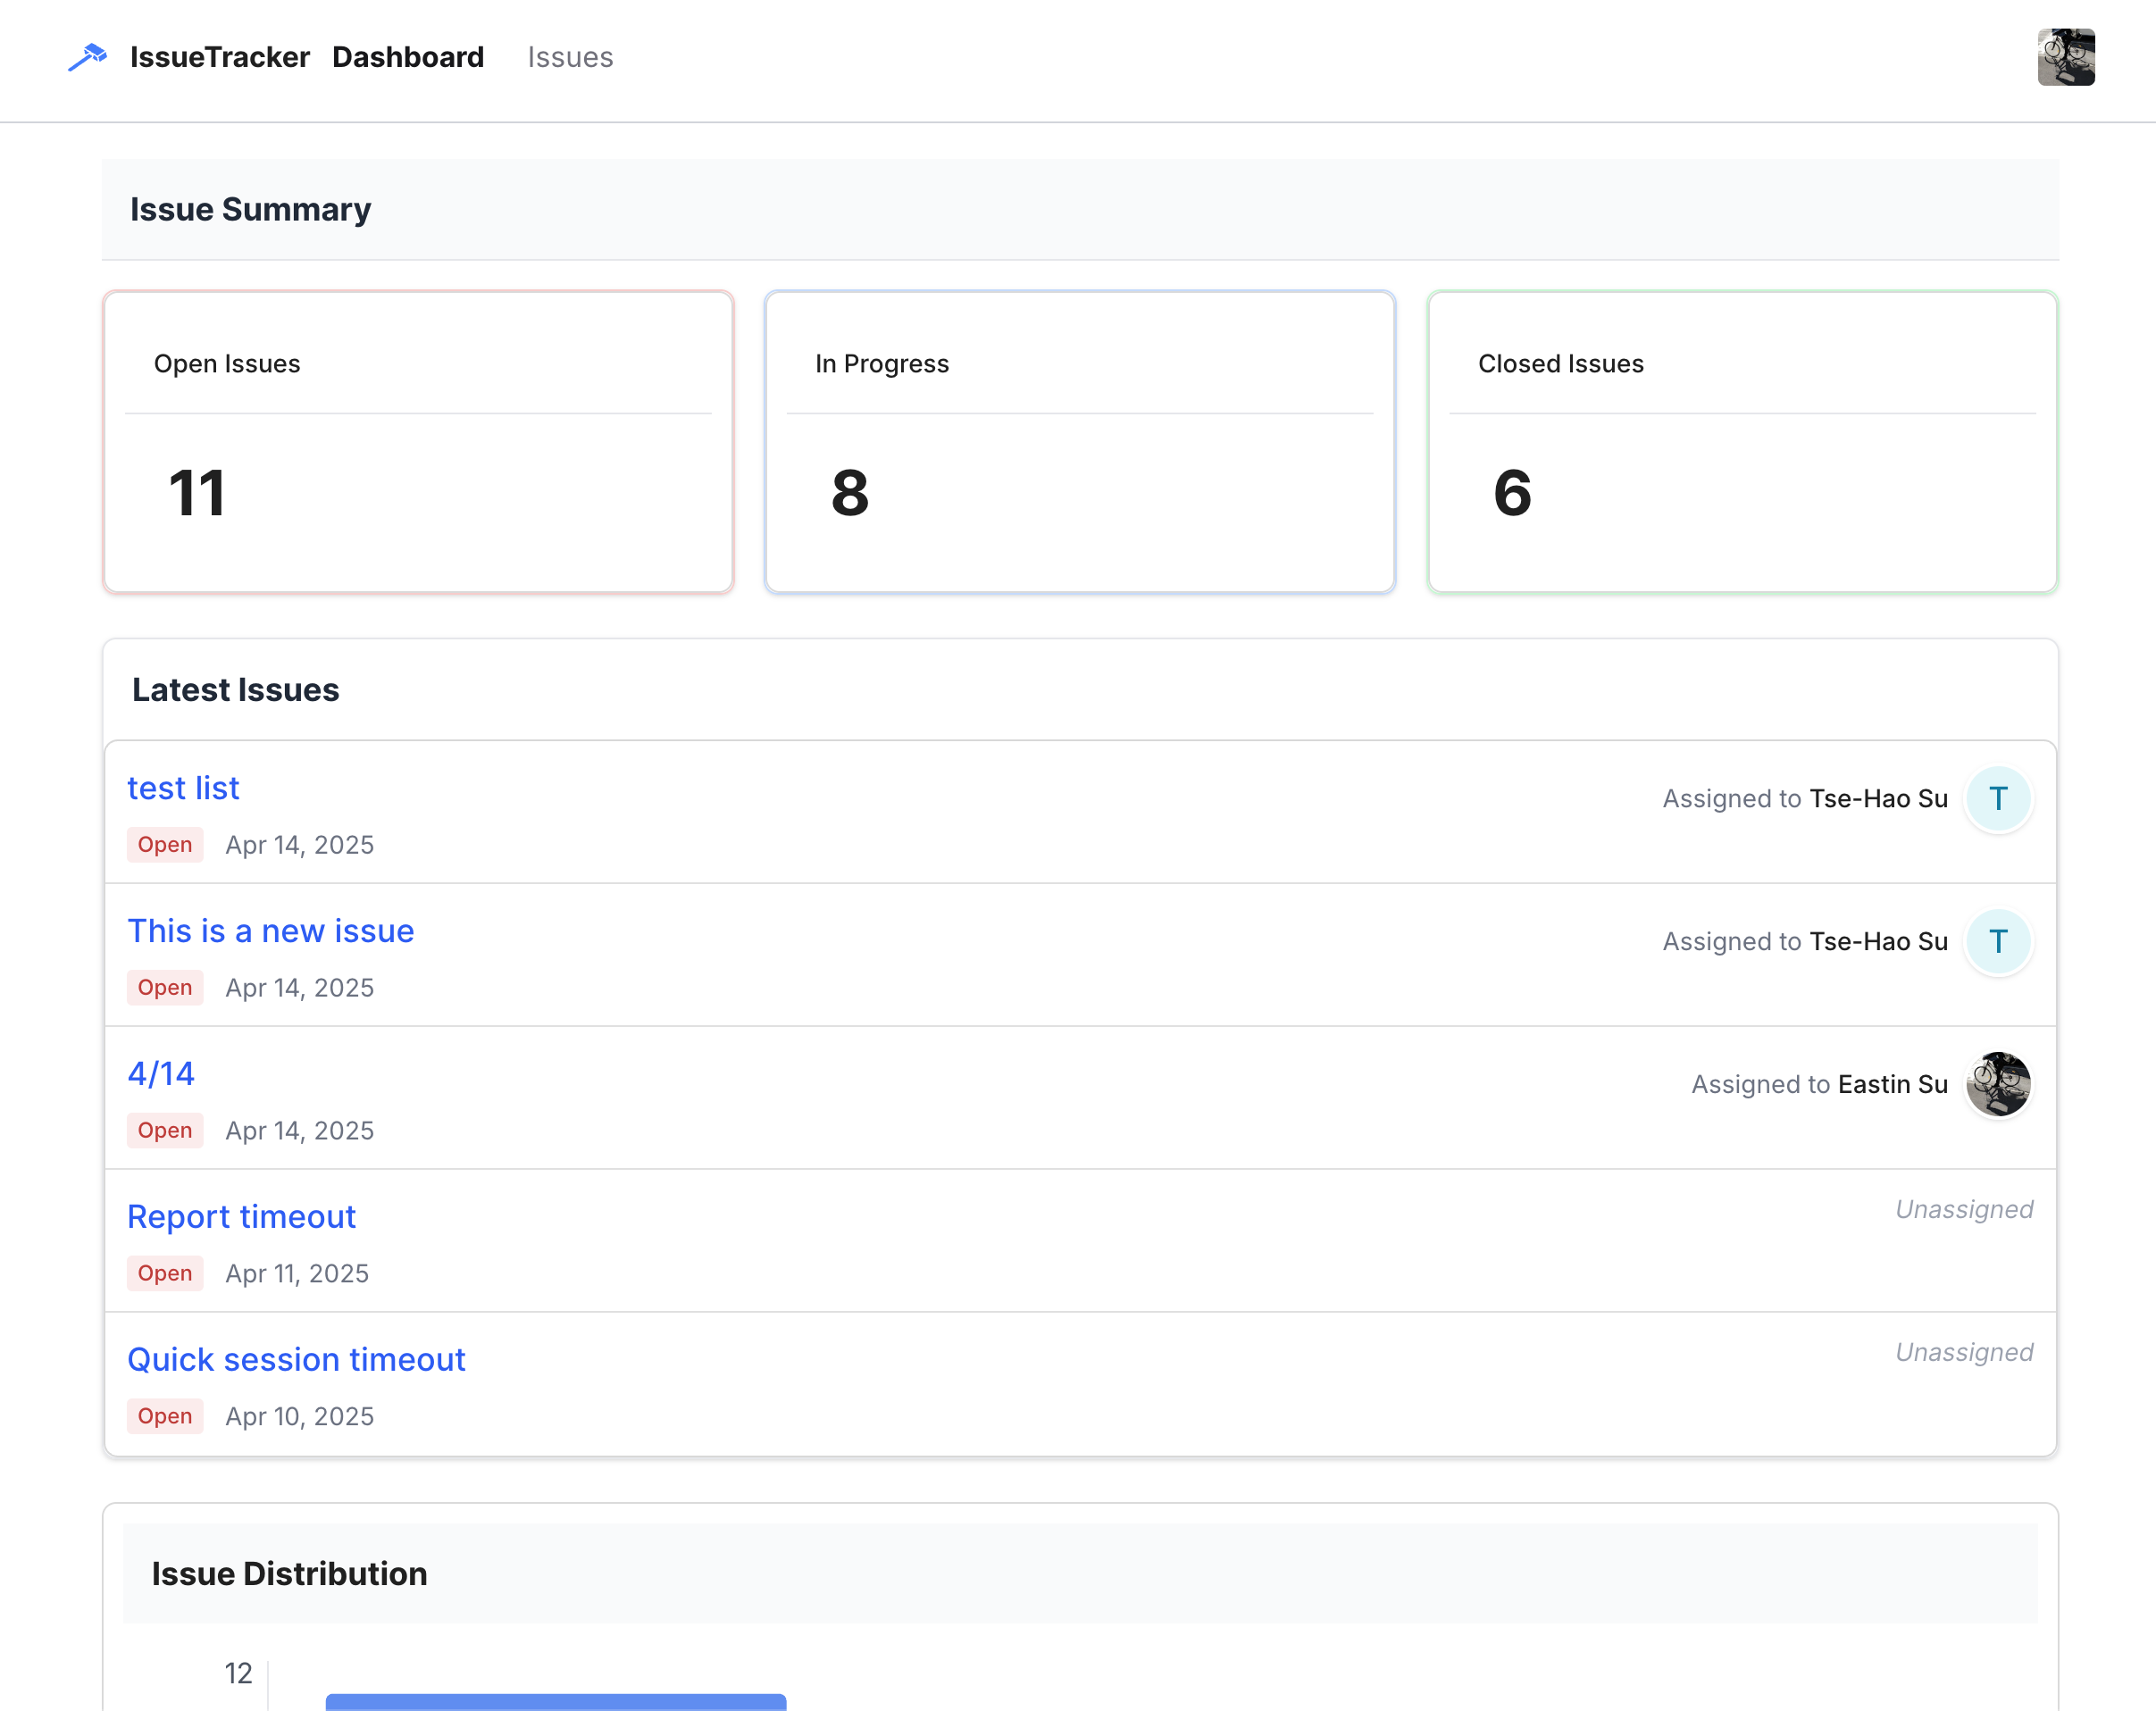 IssueTracker Dashboard Issues
Issue Summary
Open Issues
11
In Progress
8
Closed Issues
6
Latest Issues
test list
Assigned to Tse-Hao Su
T
Open Apr 14, 2025
This is a new issue
Assigned to Tse-Hao Su
T
Open Apr 14, 2025
4/14
Assigned to Eastin Su
Open Apr 14, 2025
Report timeout
Unassigned
Open Apr 11, 2025
Quick session timeout
Unassigned
Open Apr 10, 2025
Issue Distribution
12